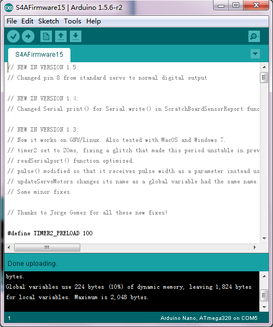 S4AFirmware15 | Arduino 1.5.6-r2
File Edit Sketch Tools Help
S4AFirmware15
// NEW IN VERSION 1.5:
// Changed pin 8 from standard servo to normal digital output
// NEW IN VERSION 1.4:
// Changed Serial.print() for Serial.write() in ScratchBoardSensorReport func
// NEW IN VERSION 1.3:
// Now it works on GNU/Linux. Also tested with MacOS and Windows 7.
// timer2 set to 20ms, fixing a glitch that made this period unstable in prev
// readSerialport() function optimized.
// pulse() modified so that it receives pulse width as a parameter instead us
// updateServoMotors changes its name as a global variable had the same name.
// Some minor fixes.
// Thanks to Jorge Gomez for all these new fixes!
#define TIMER2_PRELOAD 100
Done uploading.
bytes.
Global variables use 224 bytes (10%) of dynamic memory, leaving 1,824 bytes
for local variables. Maximum is 2,048 bytes.
1
Arduino Nano, ATmega328 on COM5